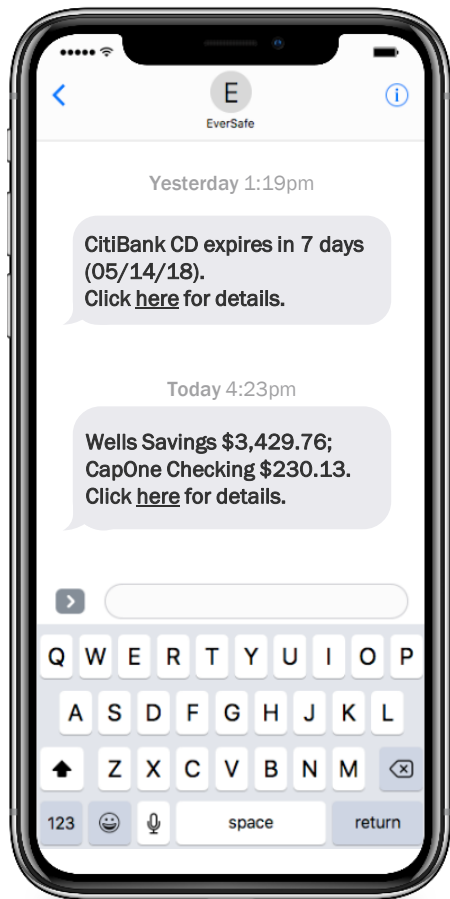 E
EverSafe
Yesterday 1:19pm
CitiBank CD expires in 7 days
(05/14/18).
Click here for details.
Today 4:23pm
Wells Savings $3,429.76;
CapOne Checking $230.13.
Click here for details.
Q W E R T Y U I O P
A S D F G H J K L
Z X C V B N M
123 space return